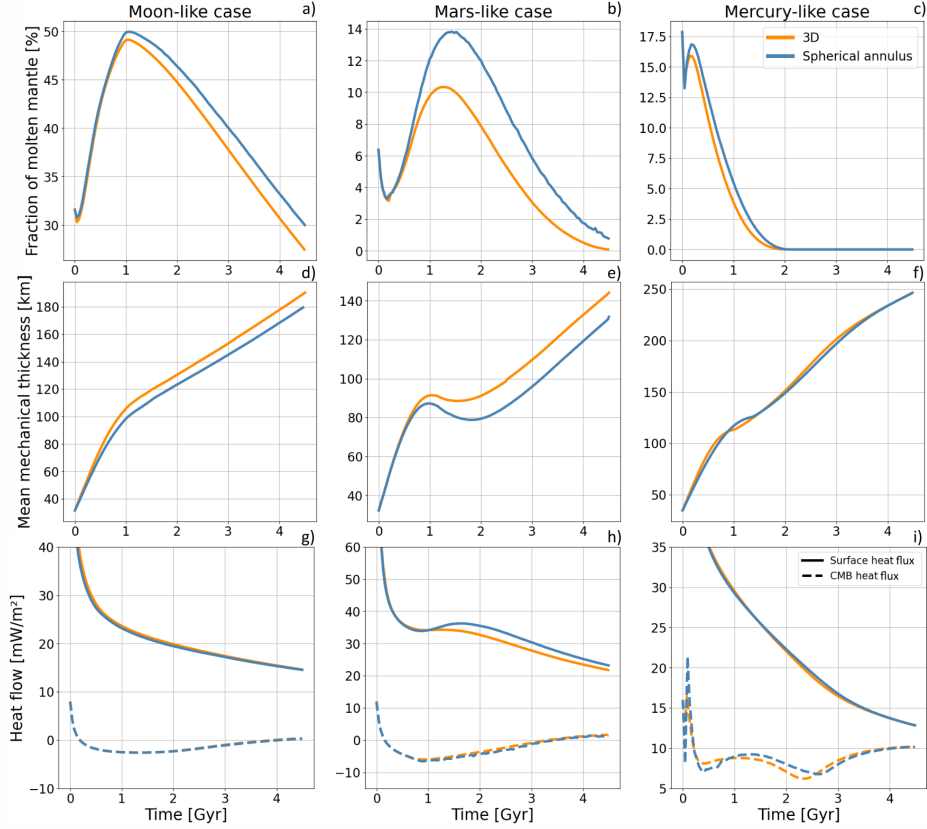 Moon-like case
a)
Mars-like case
b)
Mercury-like case
c)
Fraction of molten mantle [%]
50
45
40
35
30
0 1 2 3 4
14
12
10
8
6
4
2
0
0 1 2 3 4
17.5
15.0
12.5
10.0
7.5
5.0
2.5
0.0
0 1 2 3 4
3D
Spherical annulus
d)
e)
f)
Mean mechanical thickness [km]
180
160
140
120
100
80
60
40
0 1 2 3 4
140
120
100
80
60
40
0 1 2 3 4
250
200
150
100
50
0 1 2 3 4
g)
h)
i)
Heat flow [mW/m²]
40
30
20
10
0
−10
0 1 2 3 4
Time [Gyr]
60
50
40
30
20
10
0
−10
0 1 2 3 4
Time [Gyr]
35
30
25
20
15
10
5
0 1 2 3 4
Time [Gyr]
Surface heat flux
CMB heat flux